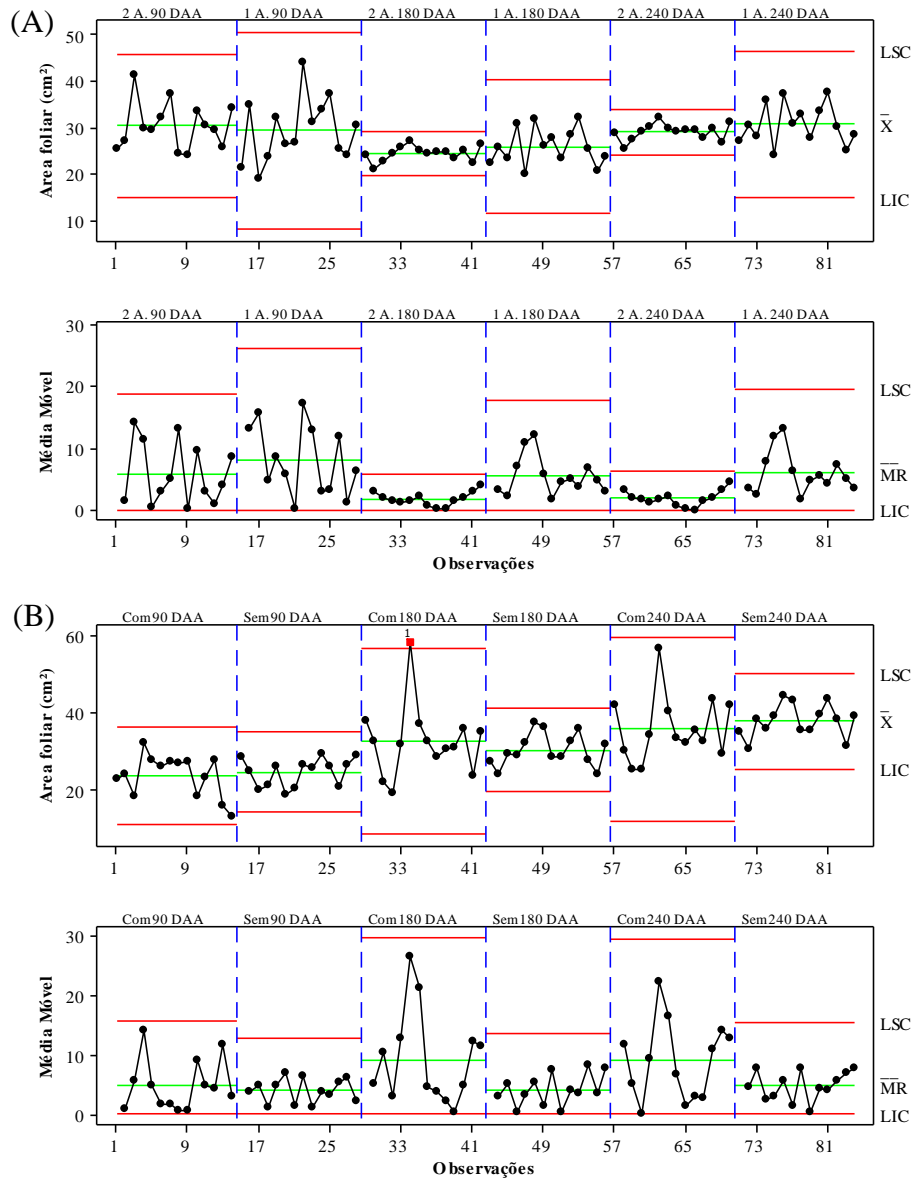 (A)
2 A. 90 DAA 1 A. 90 DAA 2 A. 180 DAA 1 A. 180 DAA 2 A. 240 DAA 1 A. 240 DAA
50
40
30
20
10
Area foliar (cm²)
LSC
X̅
LIC
1 9 17 25 33 41 49 57 65 73 81
2 A. 90 DAA 1 A. 90 DAA 2 A. 180 DAA 1 A. 180 DAA 2 A. 240 DAA 1 A. 240 DAA
30
20
10
0
Média Móvel
LSC
M̅R̅
LIC
1 9 17 25 33 41 49 57 65 73 81
Observações
(B)
Com90 DAA Sem90 DAA Com180 DAA Sem180 DAA Com240 DAA Sem240 DAA
60
40
20
Area foliar (cm²)
1
LSC
X̅
LIC
1 9 17 25 33 41 49 57 65 73 81
Com90 DAA Sem90 DAA Com180 DAA Sem180 DAA Com240 DAA Sem240 DAA
30
20
10
0
Média Móvel
LSC
M̅R̅
LIC
1 9 17 25 33 41 49 57 65 73 81
Observações